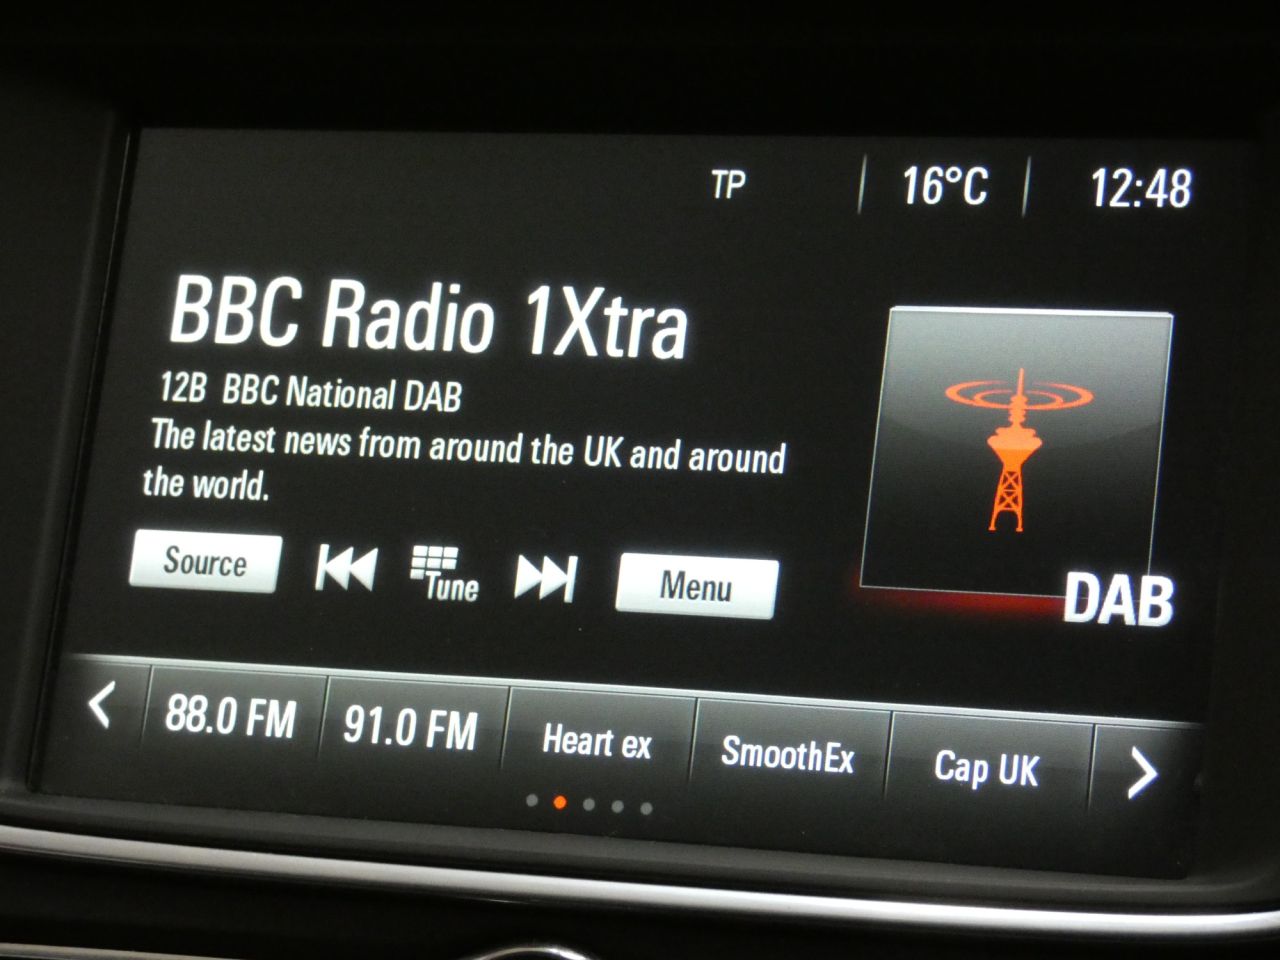 TP 16°C 12:48
BBC Radio 1Xtra
12B BBC National DAB
The latest news from around the UK and around
the world.
Source Tune Menu
DAB
88.0 FM 91.0 FM Heart ex SmoothEx Cap UK